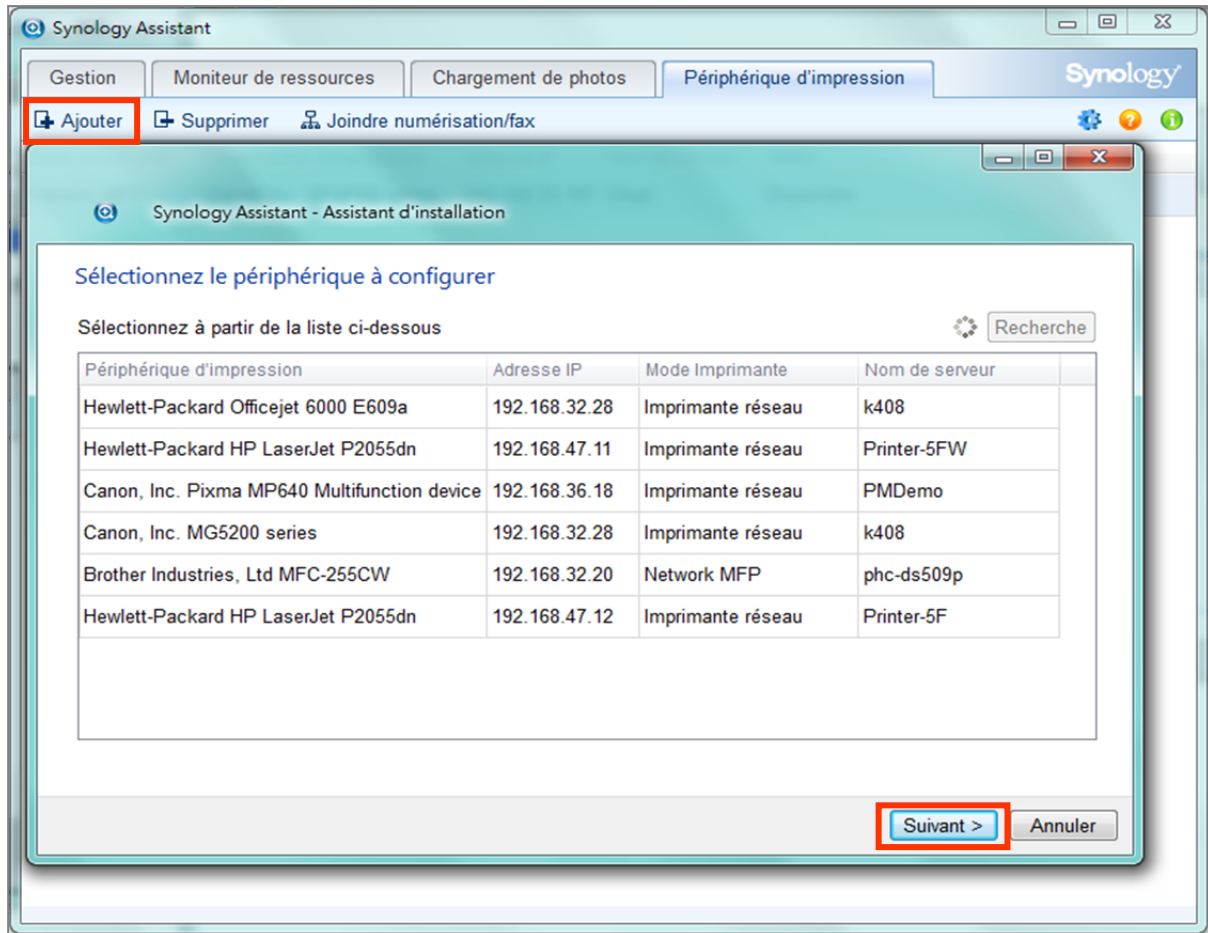 Synology Assistant
Gestion Moniteur de ressources Chargement de photos Périphérique d'impression Synology
Ajouter Supprimer Joindre numérisation/fax
Synology Assistant - Assistant d'installation
Sélectionnez le périphérique à configurer
Sélectionnez à partir de la liste ci-dessous Recherche
Périphérique d'impression Adresse IP Mode Imprimante Nom de serveur
Hewlett-Packard Officejet 6000 E609a 192.168.32.28 Imprimante réseau k408
Hewlett-Packard HP LaserJet P2055dn 192.168.47.11 Imprimante réseau Printer-5FW
Canon, Inc. Pixma MP640 Multifunction device 192.168.36.18 Imprimante réseau PMDemo
Canon, Inc. MG5200 series 192.168.32.28 Imprimante réseau k408
Brother Industries, Ltd MFC-255CW 192.168.32.20 Network MFP phc-ds509p
Hewlett-Packard HP LaserJet P2055dn 192.168.47.12 Imprimante réseau Printer-5F
Suivant > Annuler